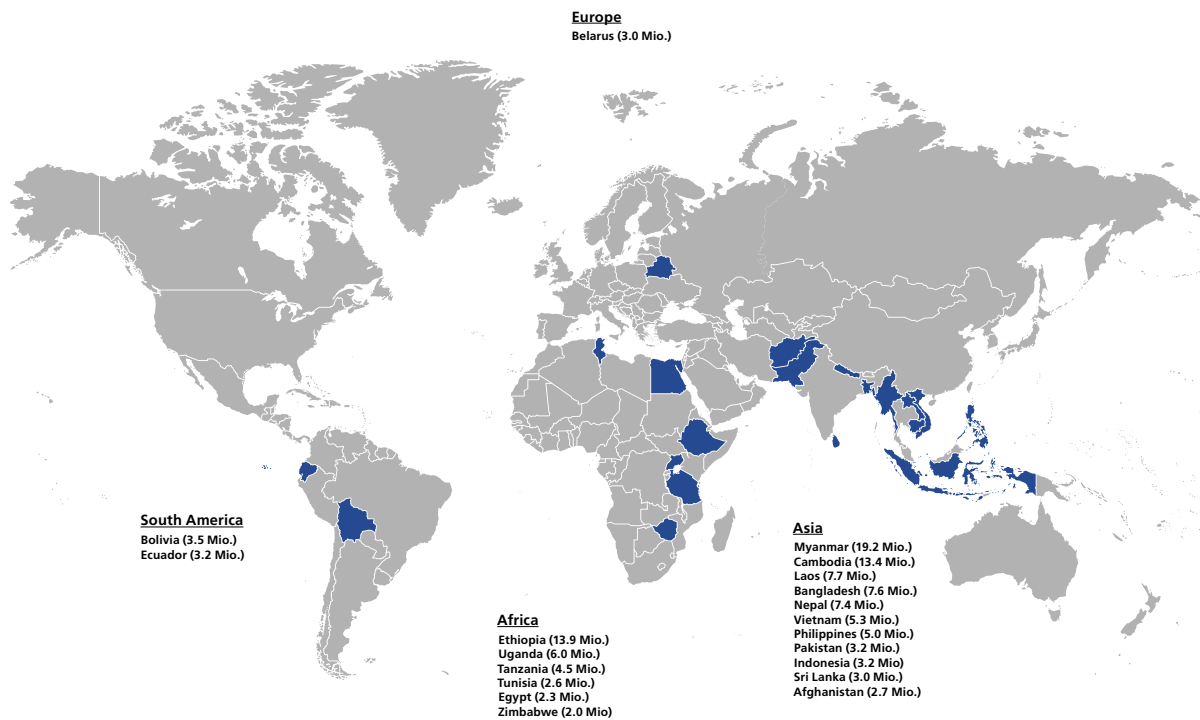 Europe
Belarus (3.0 Mio.)
South America
Bolivia (3.5 Mio.)
Ecuador (3.2 Mio.)
Africa
Ethiopia (13.9 Mio.)
Uganda (6.0 Mio.)
Tanzania (4.5 Mio.)
Tunisia (2.6 Mio.)
Egypt (2.3 Mio.)
Zimbabwe (2.0 Mio)
Asia
Myanmar (19.2 Mio.)
Cambodia (13.4 Mio.)
Laos (7.7 Mio.)
Bangladesh (7.6 Mio.)
Nepal (7.4 Mio.)
Vietnam (5.3 Mio.)
Philippines (5.0 Mio.)
Pakistan (3.2 Mio.)
Indonesia (3.2 Mio)
Sri Lanka (3.0 Mio.)
Afghanistan (2.7 Mio.)